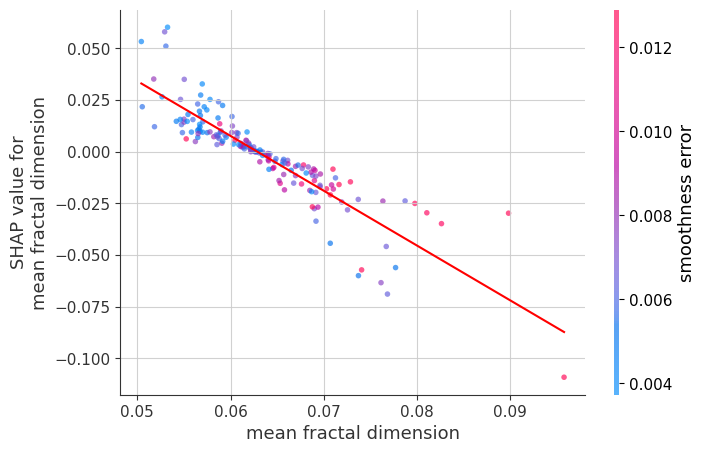 0.050
0.025
0.000
−0.025
−0.050
−0.075
−0.100
SHAP value for
mean fractal dimension
0.05 0.06 0.07 0.08 0.09
mean fractal dimension
0.012
0.010
0.008
0.006
0.004
smoothness error